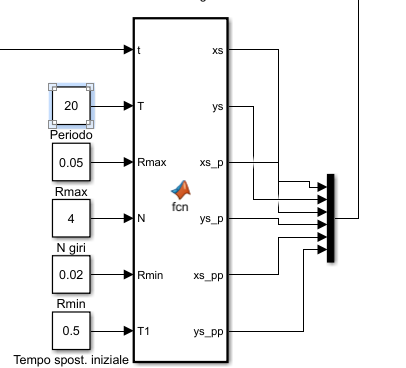 t xs
20 T ys
Periodo
0.05 Rmax xs_p
Rmax
fcn
4 N ys_p
N giri
0.02 Rmin xs_pp
Rmin
0.5 T1 ys_pp
Tempo spost. iniziale